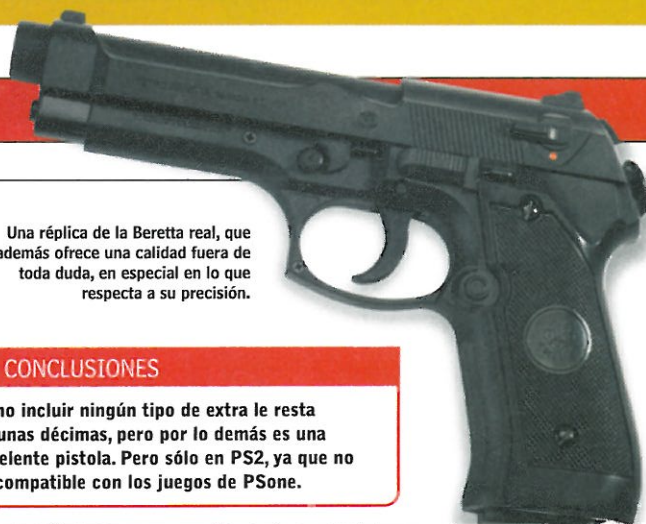 Una réplica de la Beretta real, que
además ofrece una calidad fuera de
toda duda, en especial en lo que
respecta a su precisión.
CONCLUSIONES
no incluir ningún tipo de extra le resta
unas décimas, pero por lo demás es una
elente pistola. Pero sólo en PS2, ya que no
compatible con los juegos de PSone.